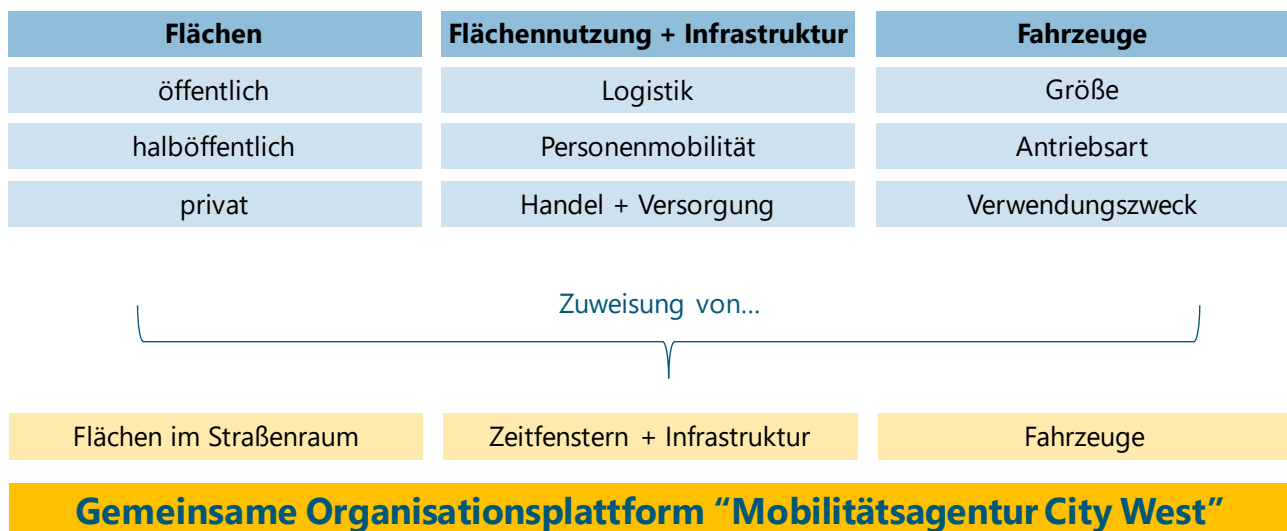 Flächen
Flächennutzung + Infrastruktur
Fahrzeuge
öffentlich
Logistik
Größe
halböffentlich
Personenmobilität
Antriebsart
privat
Handel + Versorgung
Verwendungszweck
Zuweisung von...
Flächen im Straßenraum
Zeitfenstern + Infrastruktur
Fahrzeuge
Gemeinsame Organisationsplattform “Mobilitätsagentur City West”